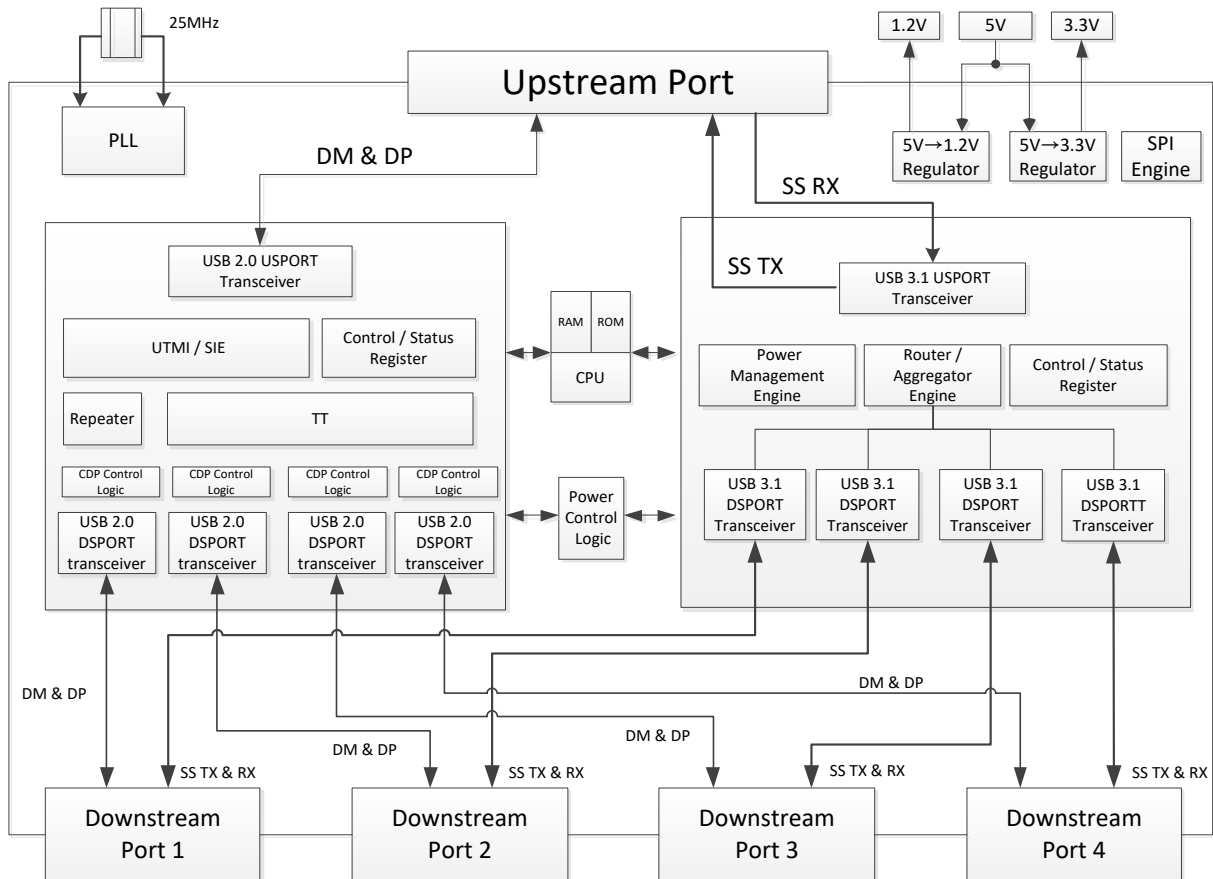 25MHz
1.2V
5V
3.3V
Upstream Port
PLL
5V→1.2V
Regulator
5V→3.3V
Regulator
SPI
Engine
DM & DP
SS RX
SS TX
USB 2.0 USPORT
Transceiver
USB 3.1 USPORT
Transceiver
UTMI / SIE
Control / Status
Register
RAM
ROM
CPU
Power
Management
Engine
Router /
Aggregator
Engine
Control / Status
Register
Repeater
TT
CDP Control
Logic
CDP Control
Logic
CDP Control
Logic
CDP Control
Logic
USB 2.0
DSPORT
transceiver
USB 2.0
DSPORT
transceiver
USB 2.0
DSPORT
transceiver
USB 2.0
DSPORT
transceiver
Power
Control
Logic
USB 3.1
DSPORT
Transceiver
USB 3.1
DSPORT
Transceiver
USB 3.1
DSPORT
Transceiver
USB 3.1
DSPORTT
Transceiver
DM & DP
DM & DP
DM & DP
DM & DP
SS TX & RX
SS TX & RX
SS TX & RX
SS TX & RX
Downstream
Port 1
Downstream
Port 2
Downstream
Port 3
Downstream
Port 4